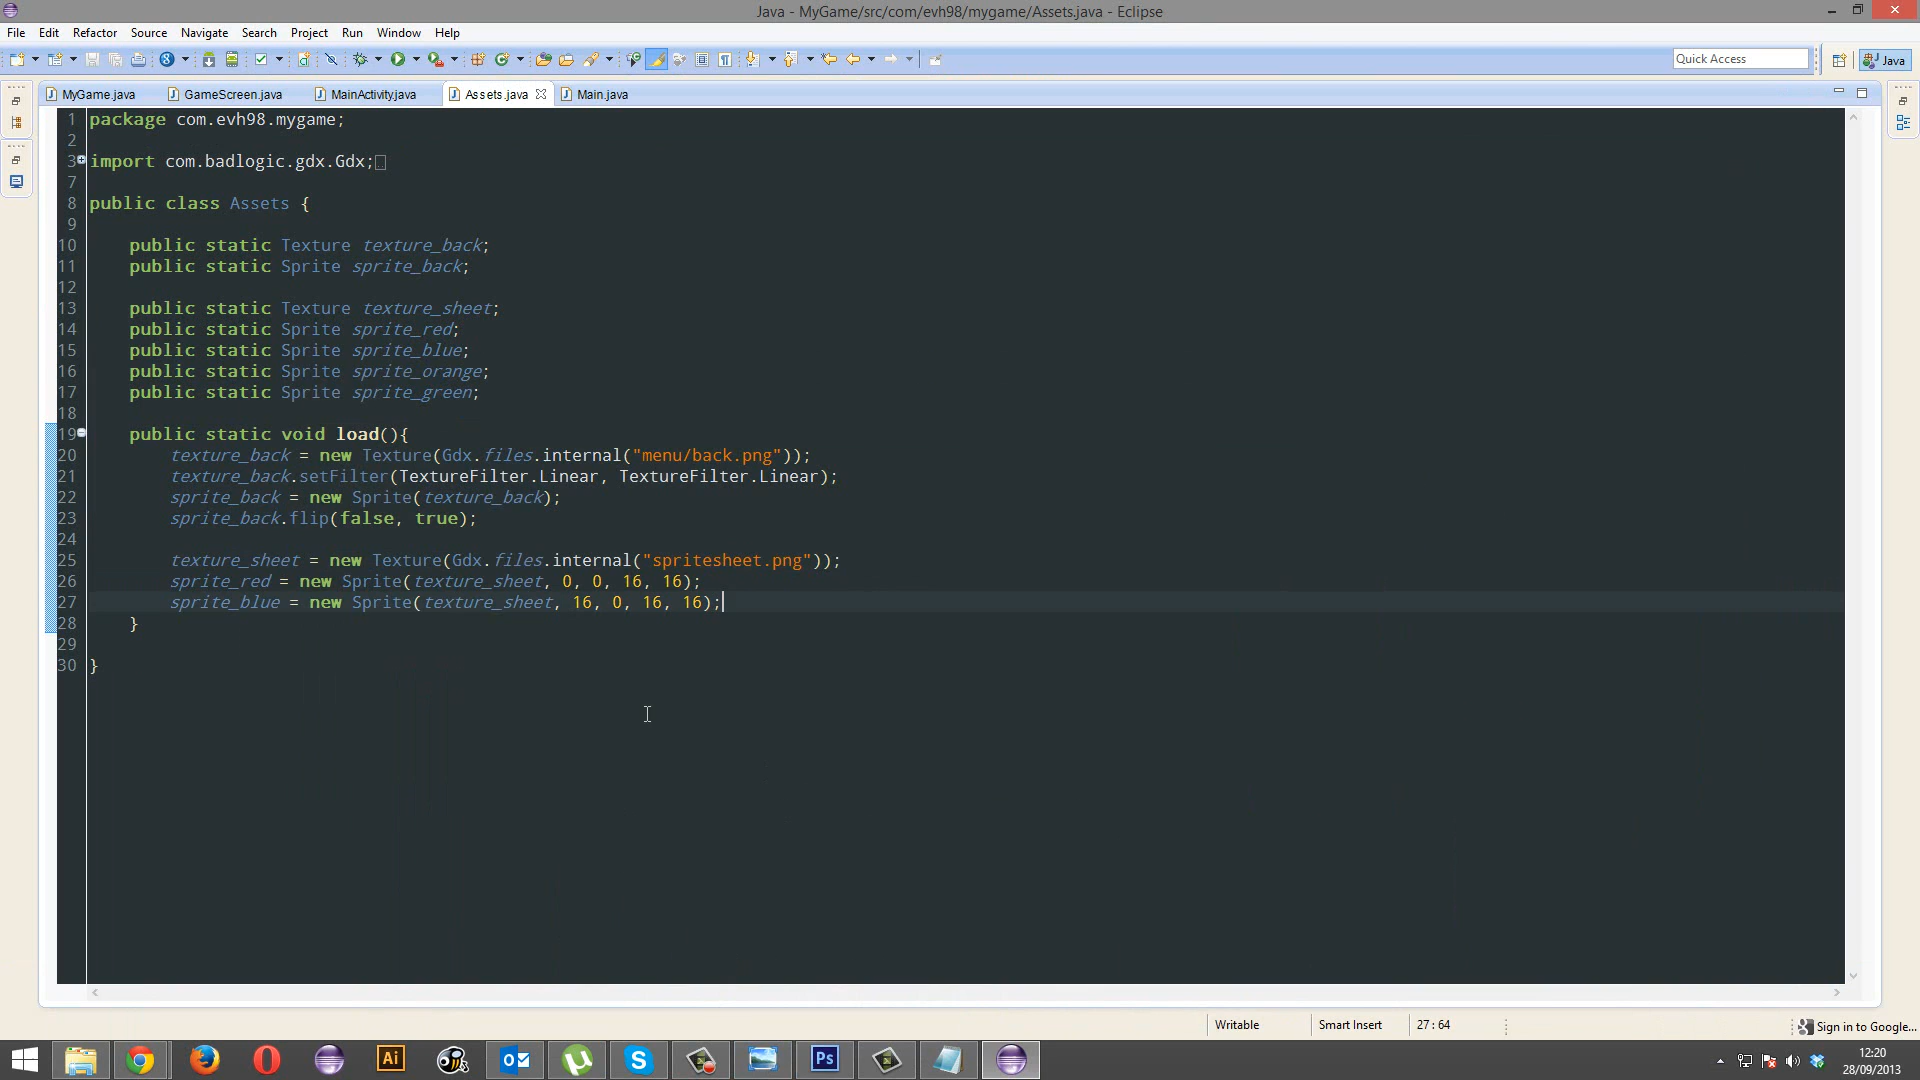 Java - MyGame/src/com/evh98/mygame/Assets.java - Eclipse
File Edit Refactor Source Navigate Search Project Run Window Help
Quick Access
Java
MyGame.java GameScreen.java MainActivity.java Assets.java Main.java
1 package com.evh98.mygame;
2
3 import com.badlogic.gdx.Gdx;
7
8 public class Assets {
9
10 public static Texture texture_back;
11 public static Sprite sprite_back;
12
13 public static Texture texture_sheet;
14 public static Sprite sprite_red;
15 public static Sprite sprite_blue;
16 public static Sprite sprite_orange;
17 public static Sprite sprite_green;
18
19 public static void load(){
20 texture_back = new Texture(Gdx.files.internal("menu/back.png"));
21 texture_back.setFilter(TextureFilter.Linear, TextureFilter.Linear);
22 sprite_back = new Sprite(texture_back);
23 sprite_back.flip(false, true);
24
25 texture_sheet = new Texture(Gdx.files.internal("spritesheet.png"));
26 sprite_red = new Sprite(texture_sheet, 0, 0, 16, 16);
27 sprite_blue = new Sprite(texture_sheet, 16, 0, 16, 16);
28 }
29
30 }
Writable Smart Insert 27 : 64
Sign in to Google...
Ai Ps
12:20
28/09/2013